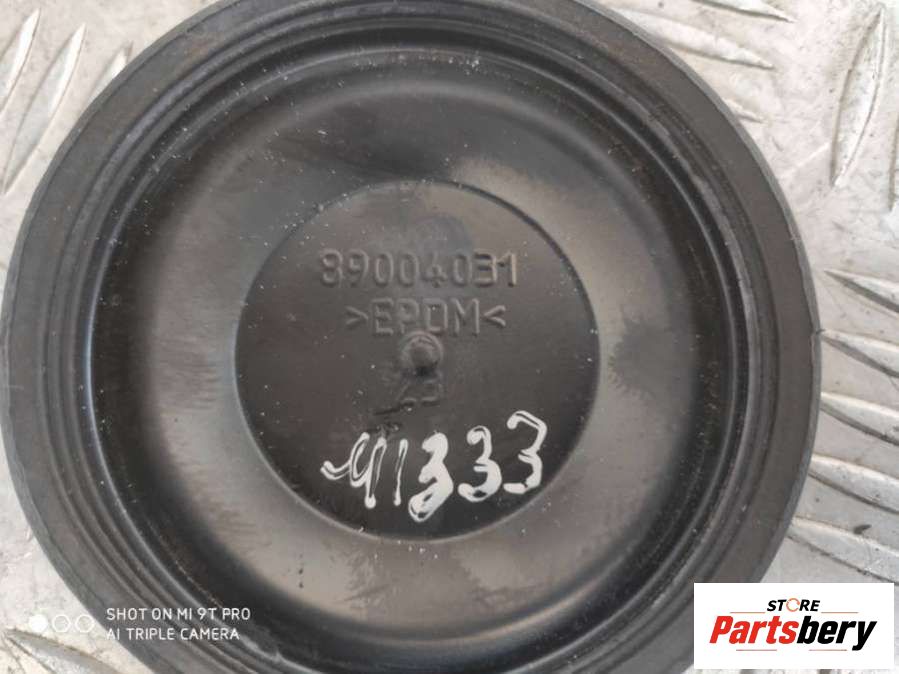 89004031
>EPDM<
41333
SHOT ON MI 9T PRO
AI TRIPLE CAMERA
STORE
Partsbery